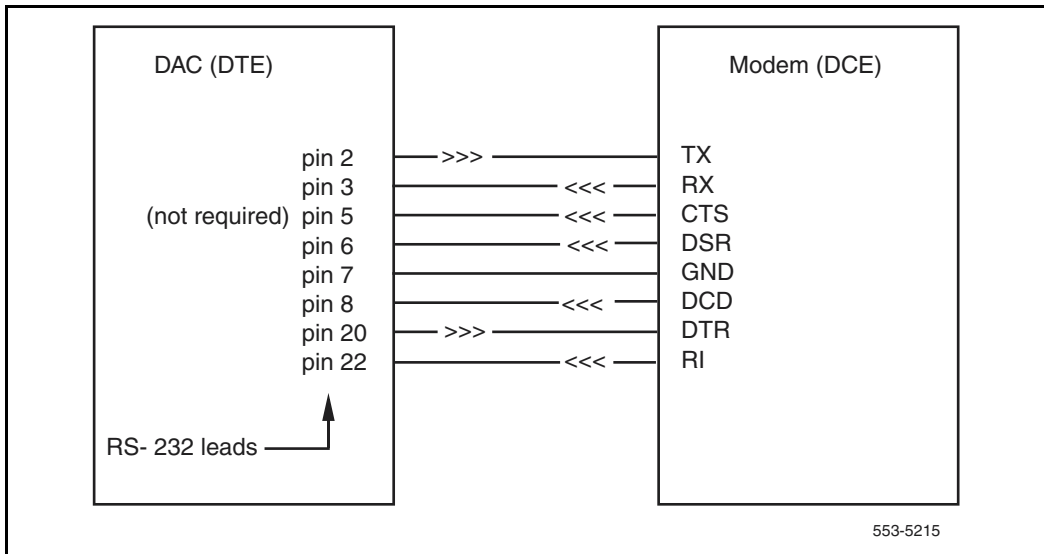 DAC (DTE) Modem (DCE)
pin 2 >>> TX
pin 3 <<< RX
(not required) pin 5 <<< CTS
pin 6 <<< DSR
pin 7 GND
pin 8 <<< DCD
pin 20 >>> DTR
pin 22 <<< RI
RS- 232 leads
553-5215